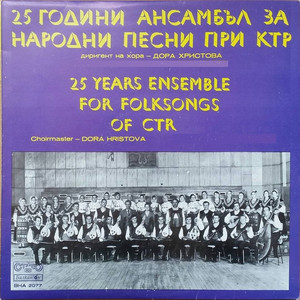 25 ГОДИНИ АНСАМБЪЛ ЗА
НАРОДНИ ПЕСНИ ПРИ КТР
диригент на хора – ДОРА ХРИСТОВА
25 YEARS ENSEMBLE
FOR FOLKSONGS
OF CTR
Choirmaster – DORA HRISTOVA
ВНА 2077